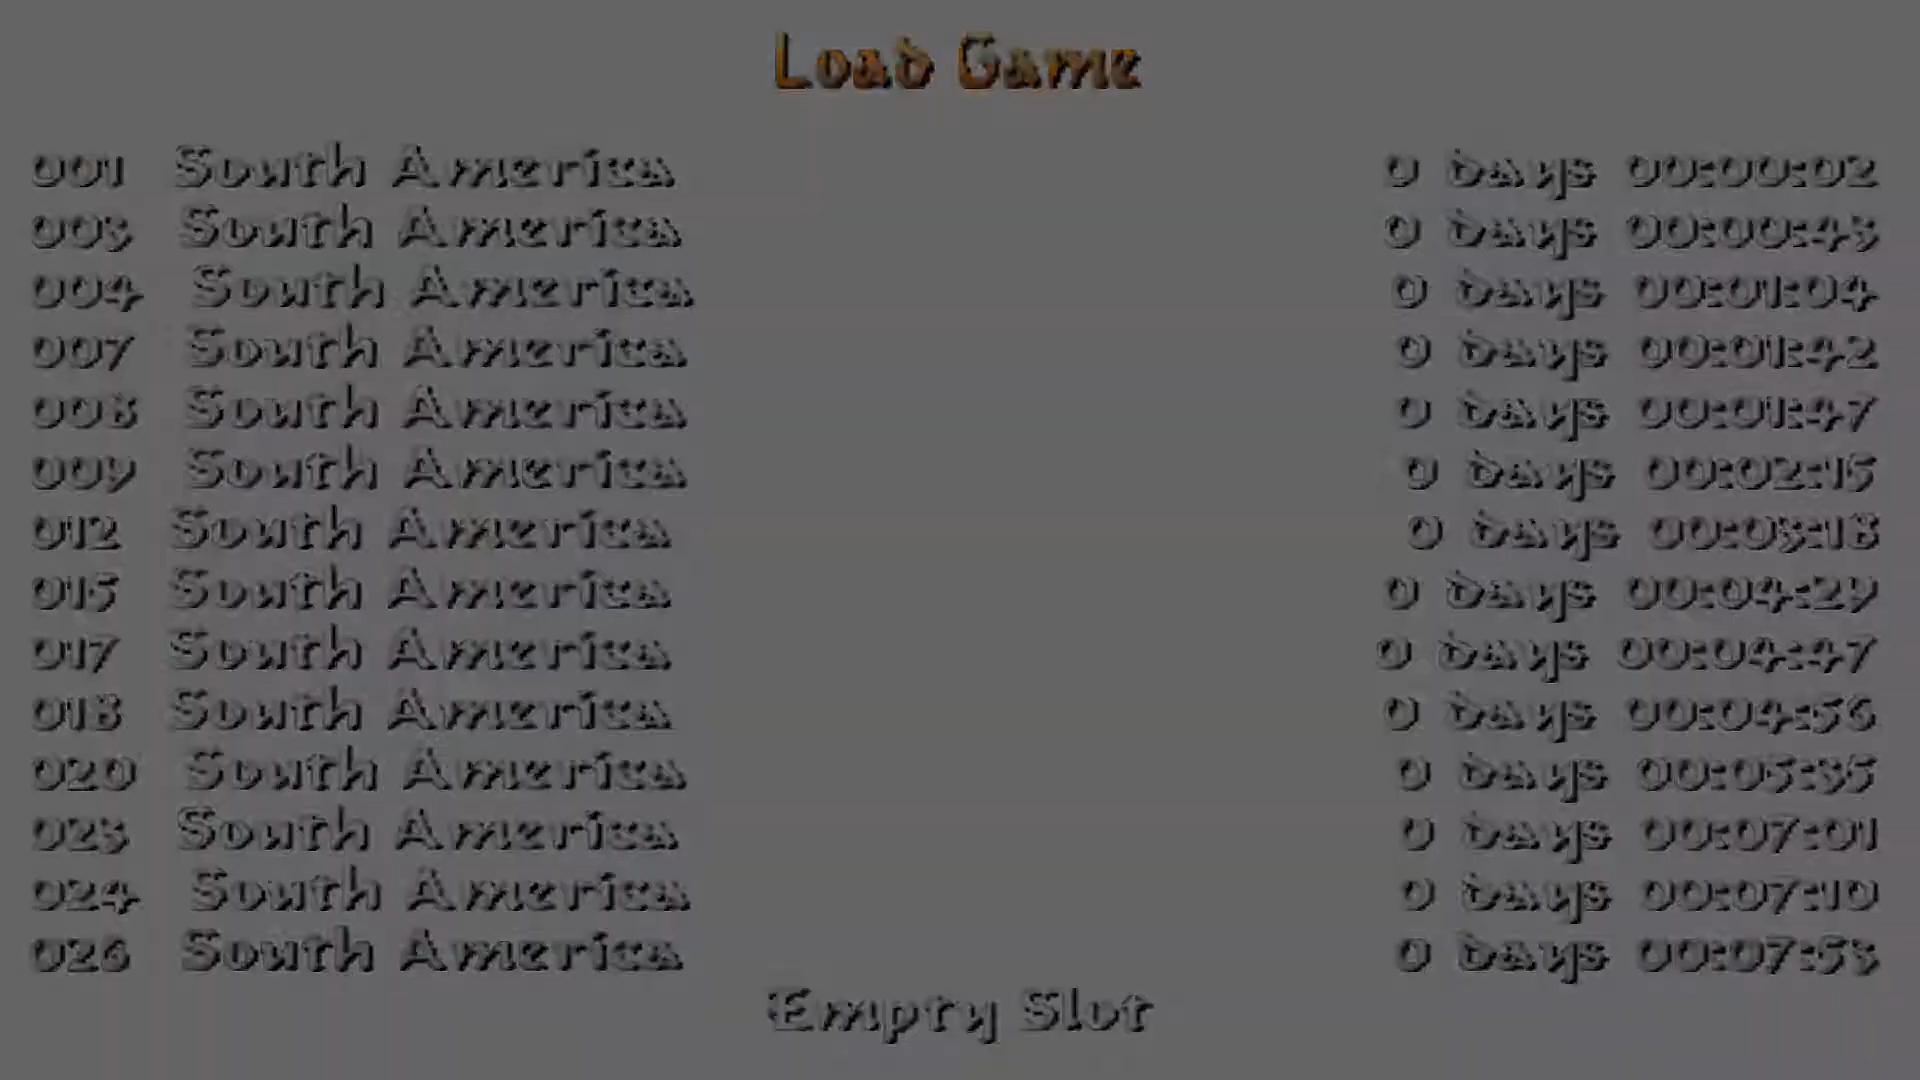 Load Game
001 South America 0 days 00:00:02
003 South America 0 days 00:00:43
004 South America 0 days 00:01:04
007 South America 0 days 00:01:42
008 South America 0 days 00:01:47
009 South America 0 days 00:02:15
012 South America 0 days 00:03:18
015 South America 0 days 00:04:29
017 South America 0 days 00:04:47
018 South America 0 days 00:04:56
020 South America 0 days 00:05:35
023 South America 0 days 00:07:01
024 South America 0 days 00:07:10
026 South America 0 days 00:07:53
Empty Slot